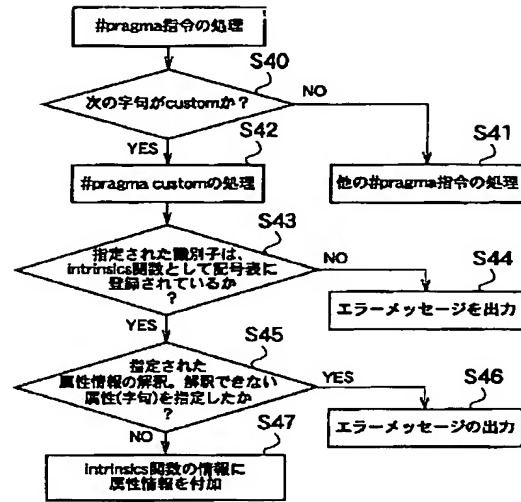 #pragma指令の処理
S40
次の字句がcustomか?
NO
S42
YES
S41
#pragma customの処理
他の#pragma指令の処理
S43
指定された識別子は、
intrinsics関数として記号表に
登録されているか
?
NO
S44
YES
エラーメッセージを出力
S45
指定された
属性情報の解釈。解釈できない
属性(字句)を指定したか
?
YES
S46
NO
エラーメッセージの出力
S47
intrinsics関数の情報に
属性情報を付加